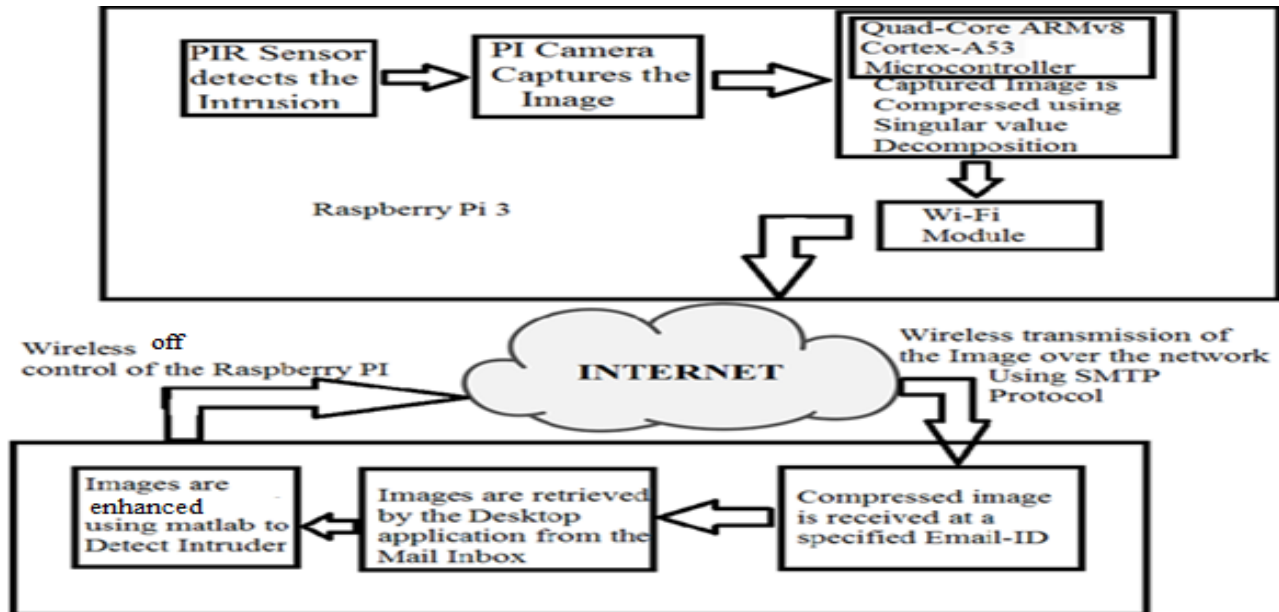 PIR Sensor
detects the
Intrusion
PI Camera
Captures the
Image
Quad-Core ARMv8
Cortex-A53
Microcontroller
Captured Image is
Compressed using
Singular value
Decomposition
Raspberry Pi 3
Wi-Fi
Module
Wireless off
control of the Raspberry PI
INTERNET
Wireless transmission of
the Image over the network
Using SMTP
Protocol
Images are
enhanced
using matlab to
Detect Intruder
Images are retrieved
by the Desktop
application from the
Mail Inbox
Compressed image
is received at a
specified Email-ID